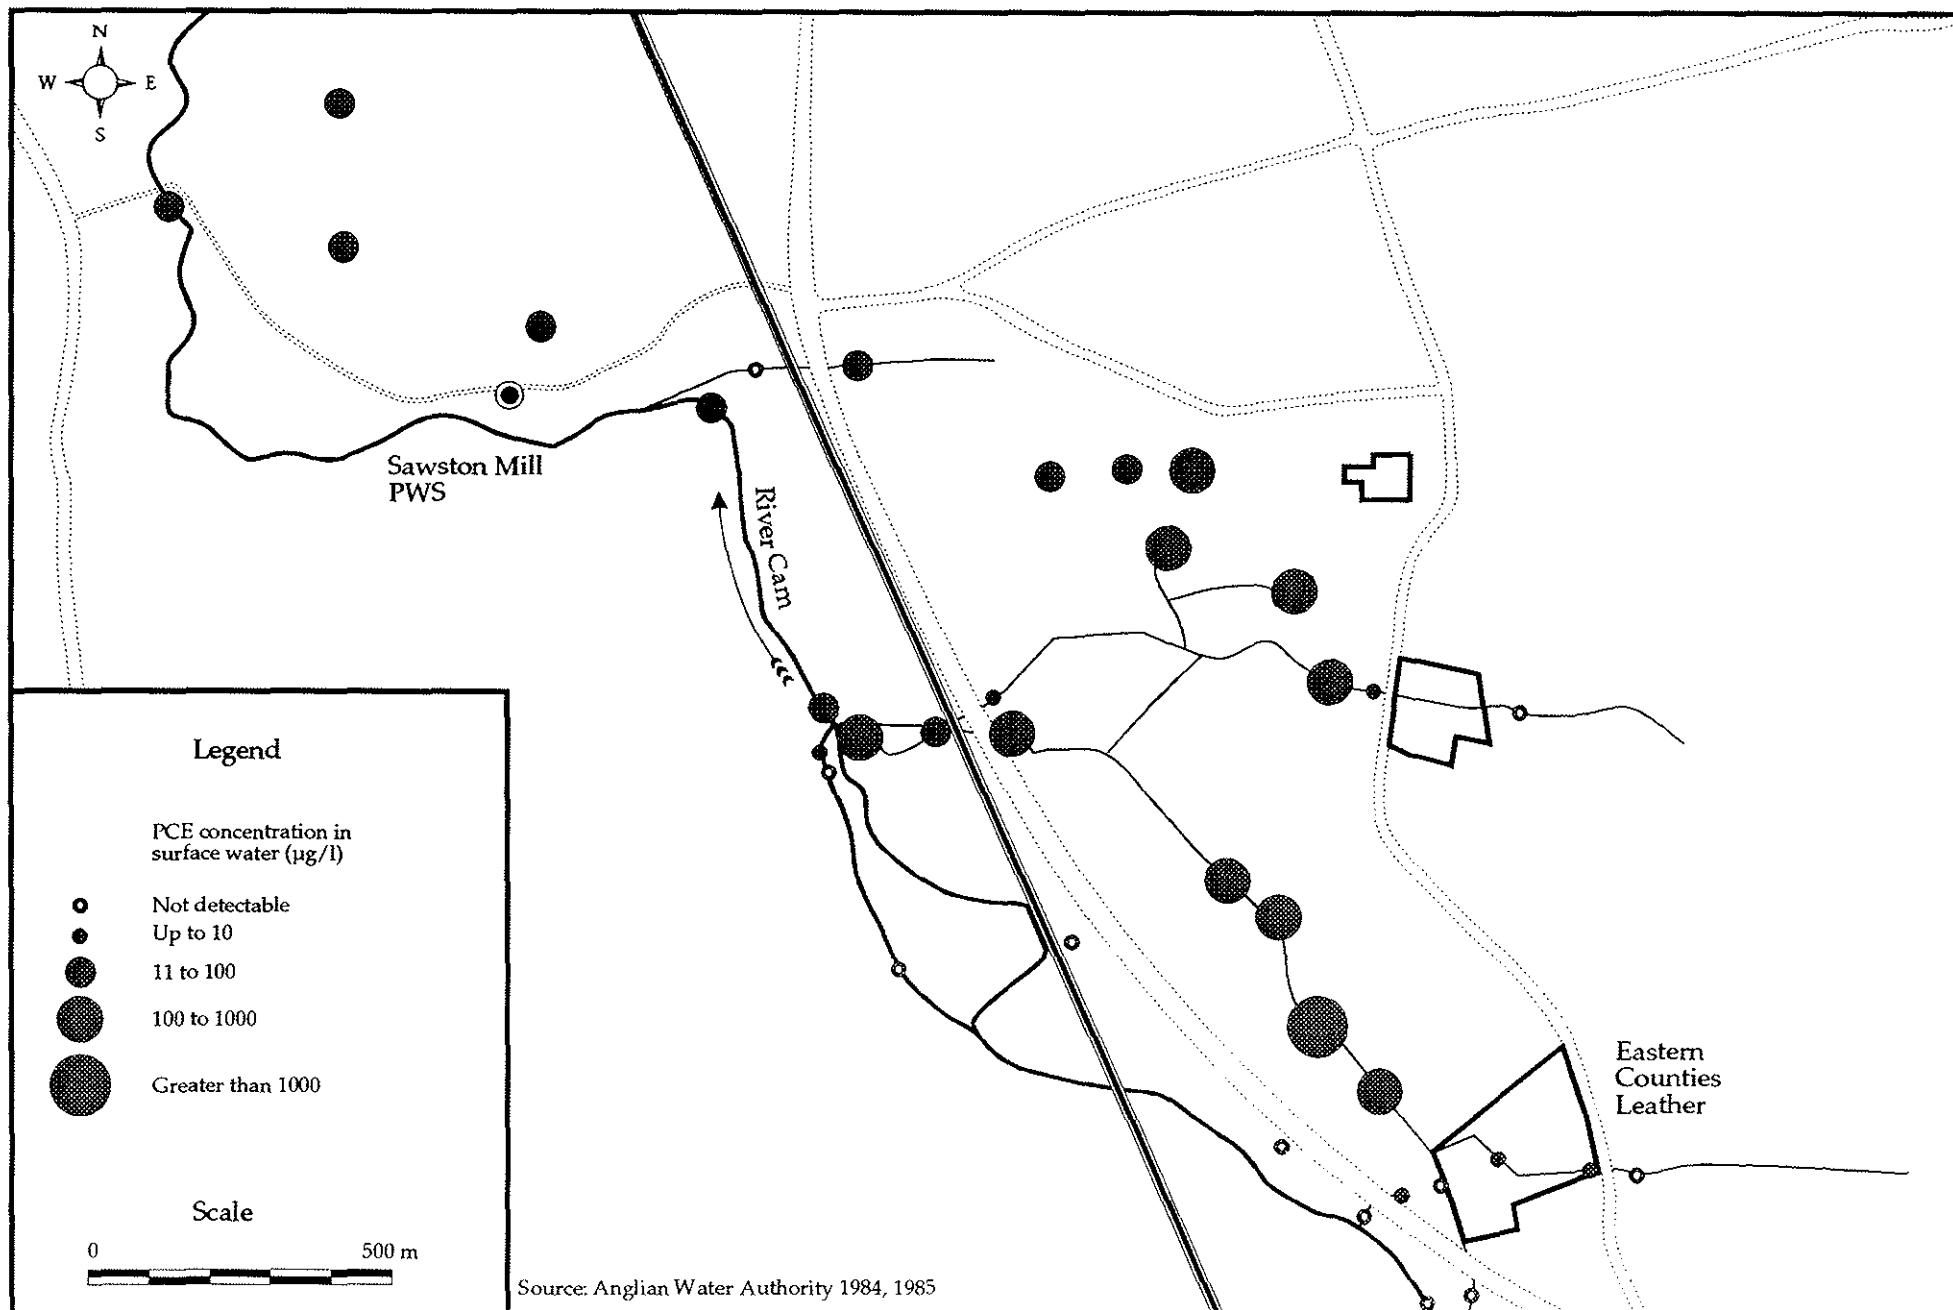 N
W E
S
Sawston Mill
PWS
River Cam
Eastern
Counties
Leather
Legend
PCE concentration in
surface water (µg/l)
Not detectable
Up to 10
11 to 100
100 to 1000
Greater than 1000
Scale
0 500 m
Source: Anglian Water Authority 1984, 1985